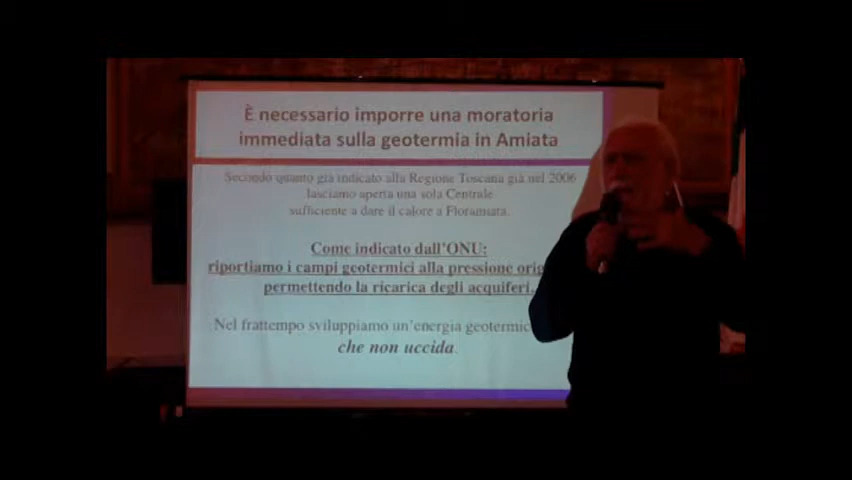 È necessario imporre una moratoria
immediata sulla geotermia in Amiata
Secondo quanto già indicato alla Regione Toscana già nel 2006
lasciamo aperta una sola Centrale
sufficiente a dare il calore a Floramiata.
Come indicato dall'ONU:
riportiamo i campi geotermici alla pressione
permettendo la ricarica degli acquiferi.
Nel frattempo sviluppiamo un'energia
che non uccida.